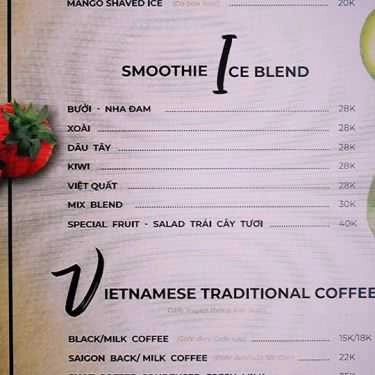 MANGO SHAVED ICE 20K
SMOOTHIE ICE BLEND
BƯỞI - NHA ĐAM 28K
XOÀI 28K
DÂU TÂY 28K
KIWI 28K
VIỆT QUẤT 28K
MIX BLEND 30K
SPECIAL FRUIT - SALAD TRÁI CÂY TƯƠI 40K
VIETNAMESE TRADITIONAL COFFEE
BLACK/MILK COFFEE 15K/18K
SAIGON BACK/ MILK COFFEE 22K